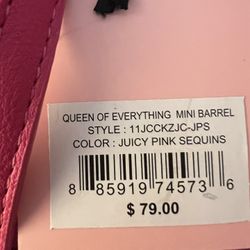 QUEEN OF EVERYTHING MINI BARREL
STYLE : 11JCCKZJC-JPS
COLOR : JUICY PINK SEQUINS
8 85919 74573 6
$ 79.00